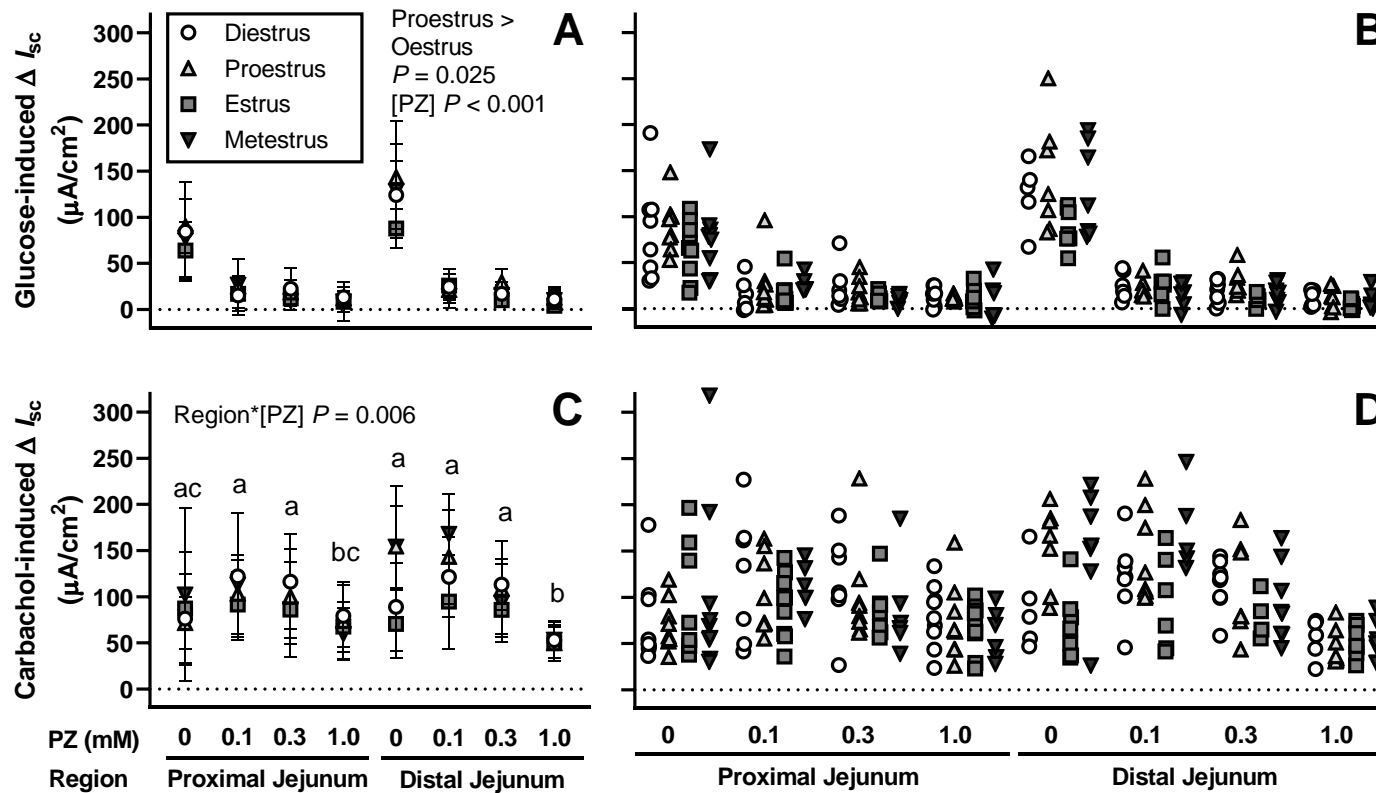 Glucose-induced Δ Isc
(μA/cm²)
300
250
200
150
100
50
0
Diestrus
Proestrus
Estrus
Metestrus
Proestrus >
Oestrus
P = 0.025
[PZ] P < 0.001
A
B
Carbachol-induced Δ Isc
(μA/cm²)
300
250
200
150
100
50
0
Region*[PZ] P = 0.006
C
ac a a bc a a a b
D
PZ (mM) 0 0.1 0.3 1.0 0 0.1 0.3 1.0 0 0.1 0.3 1.0 0 0.1 0.3 1.0
Region Proximal Jejunum Distal Jejunum Proximal Jejunum Distal Jejunum